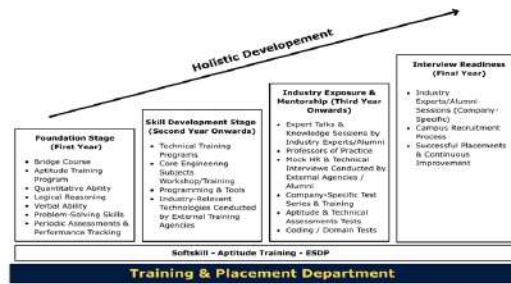 Holistic Developement
Foundation Stage
(First Year)
• Bridge Course
• Aptitude Training
Program
• Quantitative Ability
• Logical Reasoning
• Verbal Ability
• Problem-Solving Skills
• Periodic Assessments &
Performance Tracking
Skill Development Stage
(Second Year Onwards)
• Technical Training
Programs
• Core Engineering
Subjects
Workshop/Training
• Programming & Tools
• Industry-Relevant
Technologies Conducted
by External Training
Agencies
Industry Exposure &
Mentorship (Third Year
Onwards)
• Expert Talks &
Knowledge Sessions by
Industry Experts/Alumni
• Professors of Practice
• Mock HR & Technical
Interviews Conducted by
External Agencies /
Alumni
• Company-Specific Test
Series & Training
• Aptitude & Technical
Assessments Tests
• Coding / Domain Tests
Interview Readiness
(Final Year)
• Industry
Experts/Alumni
Sessions (Company-
Specific)
• Campus Recruitment
Process
• Successful Placements
& Continuous
Improvement
Softskill - Aptitude Training - ESDP
Training & Placement Department